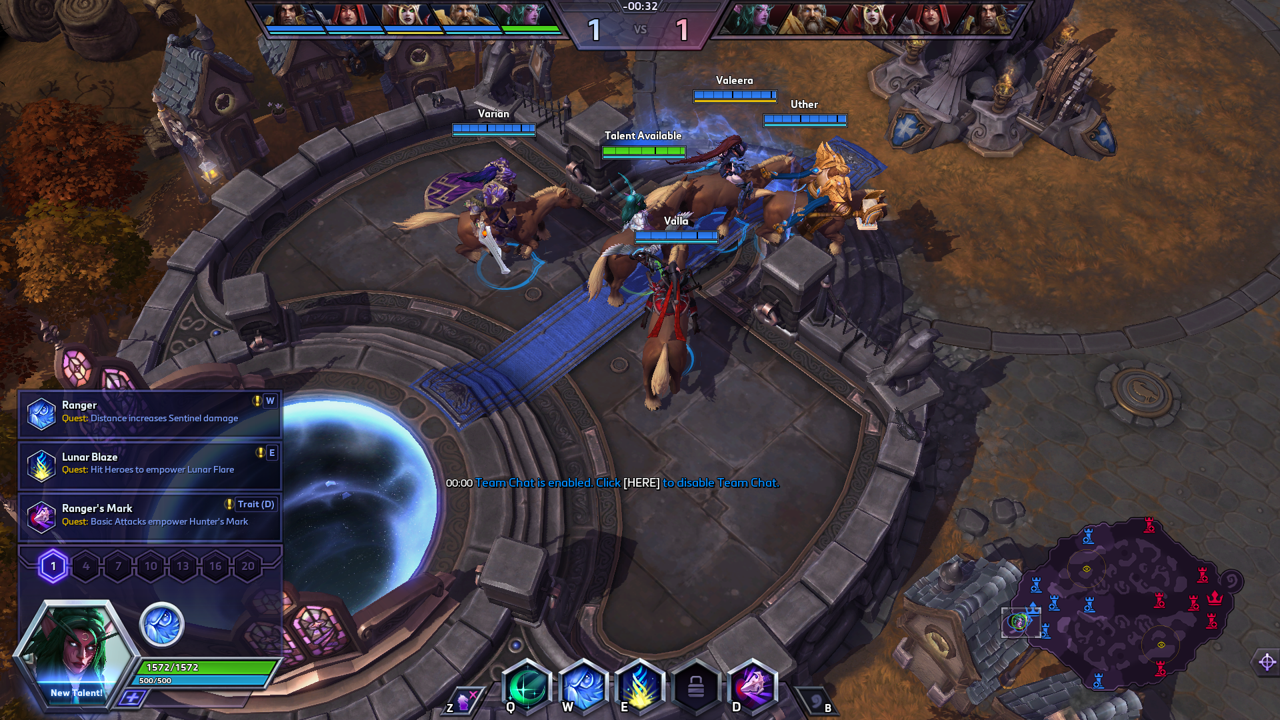 -00:32
1 VS 1
Valeera
Uther
Varian
Talent Available
Valla
Ranger W
Quest: Distance increases Sentinel damage
Lunar Blaze E
Quest: Hit Heroes to empower Lunar Flare
Ranger's Mark Trait (D)
Quest: Basic Attacks empower Hunter's Mark
00:00 Team Chat is enabled. Click [HERE] to disable Team Chat.
1 4 7 10 13 16 20
1572/1572
500/500
New Talent!
Z Q W E D B